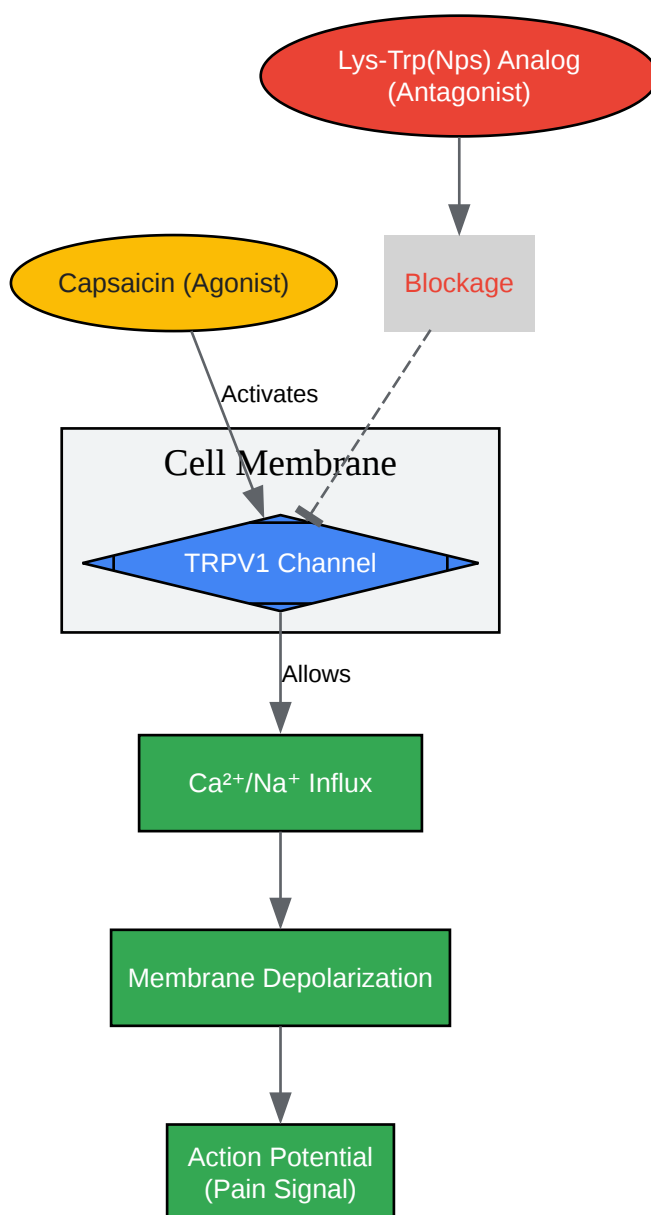 Lys-Trp(Nps) Analog
(Antagonist)
Capsaicin (Agonist)
Blockage
Activates
Cell Membrane
TRPV1 Channel
Allows
Ca²⁺/Na⁺ Influx
Membrane Depolarization
Action Potential
(Pain Signal)